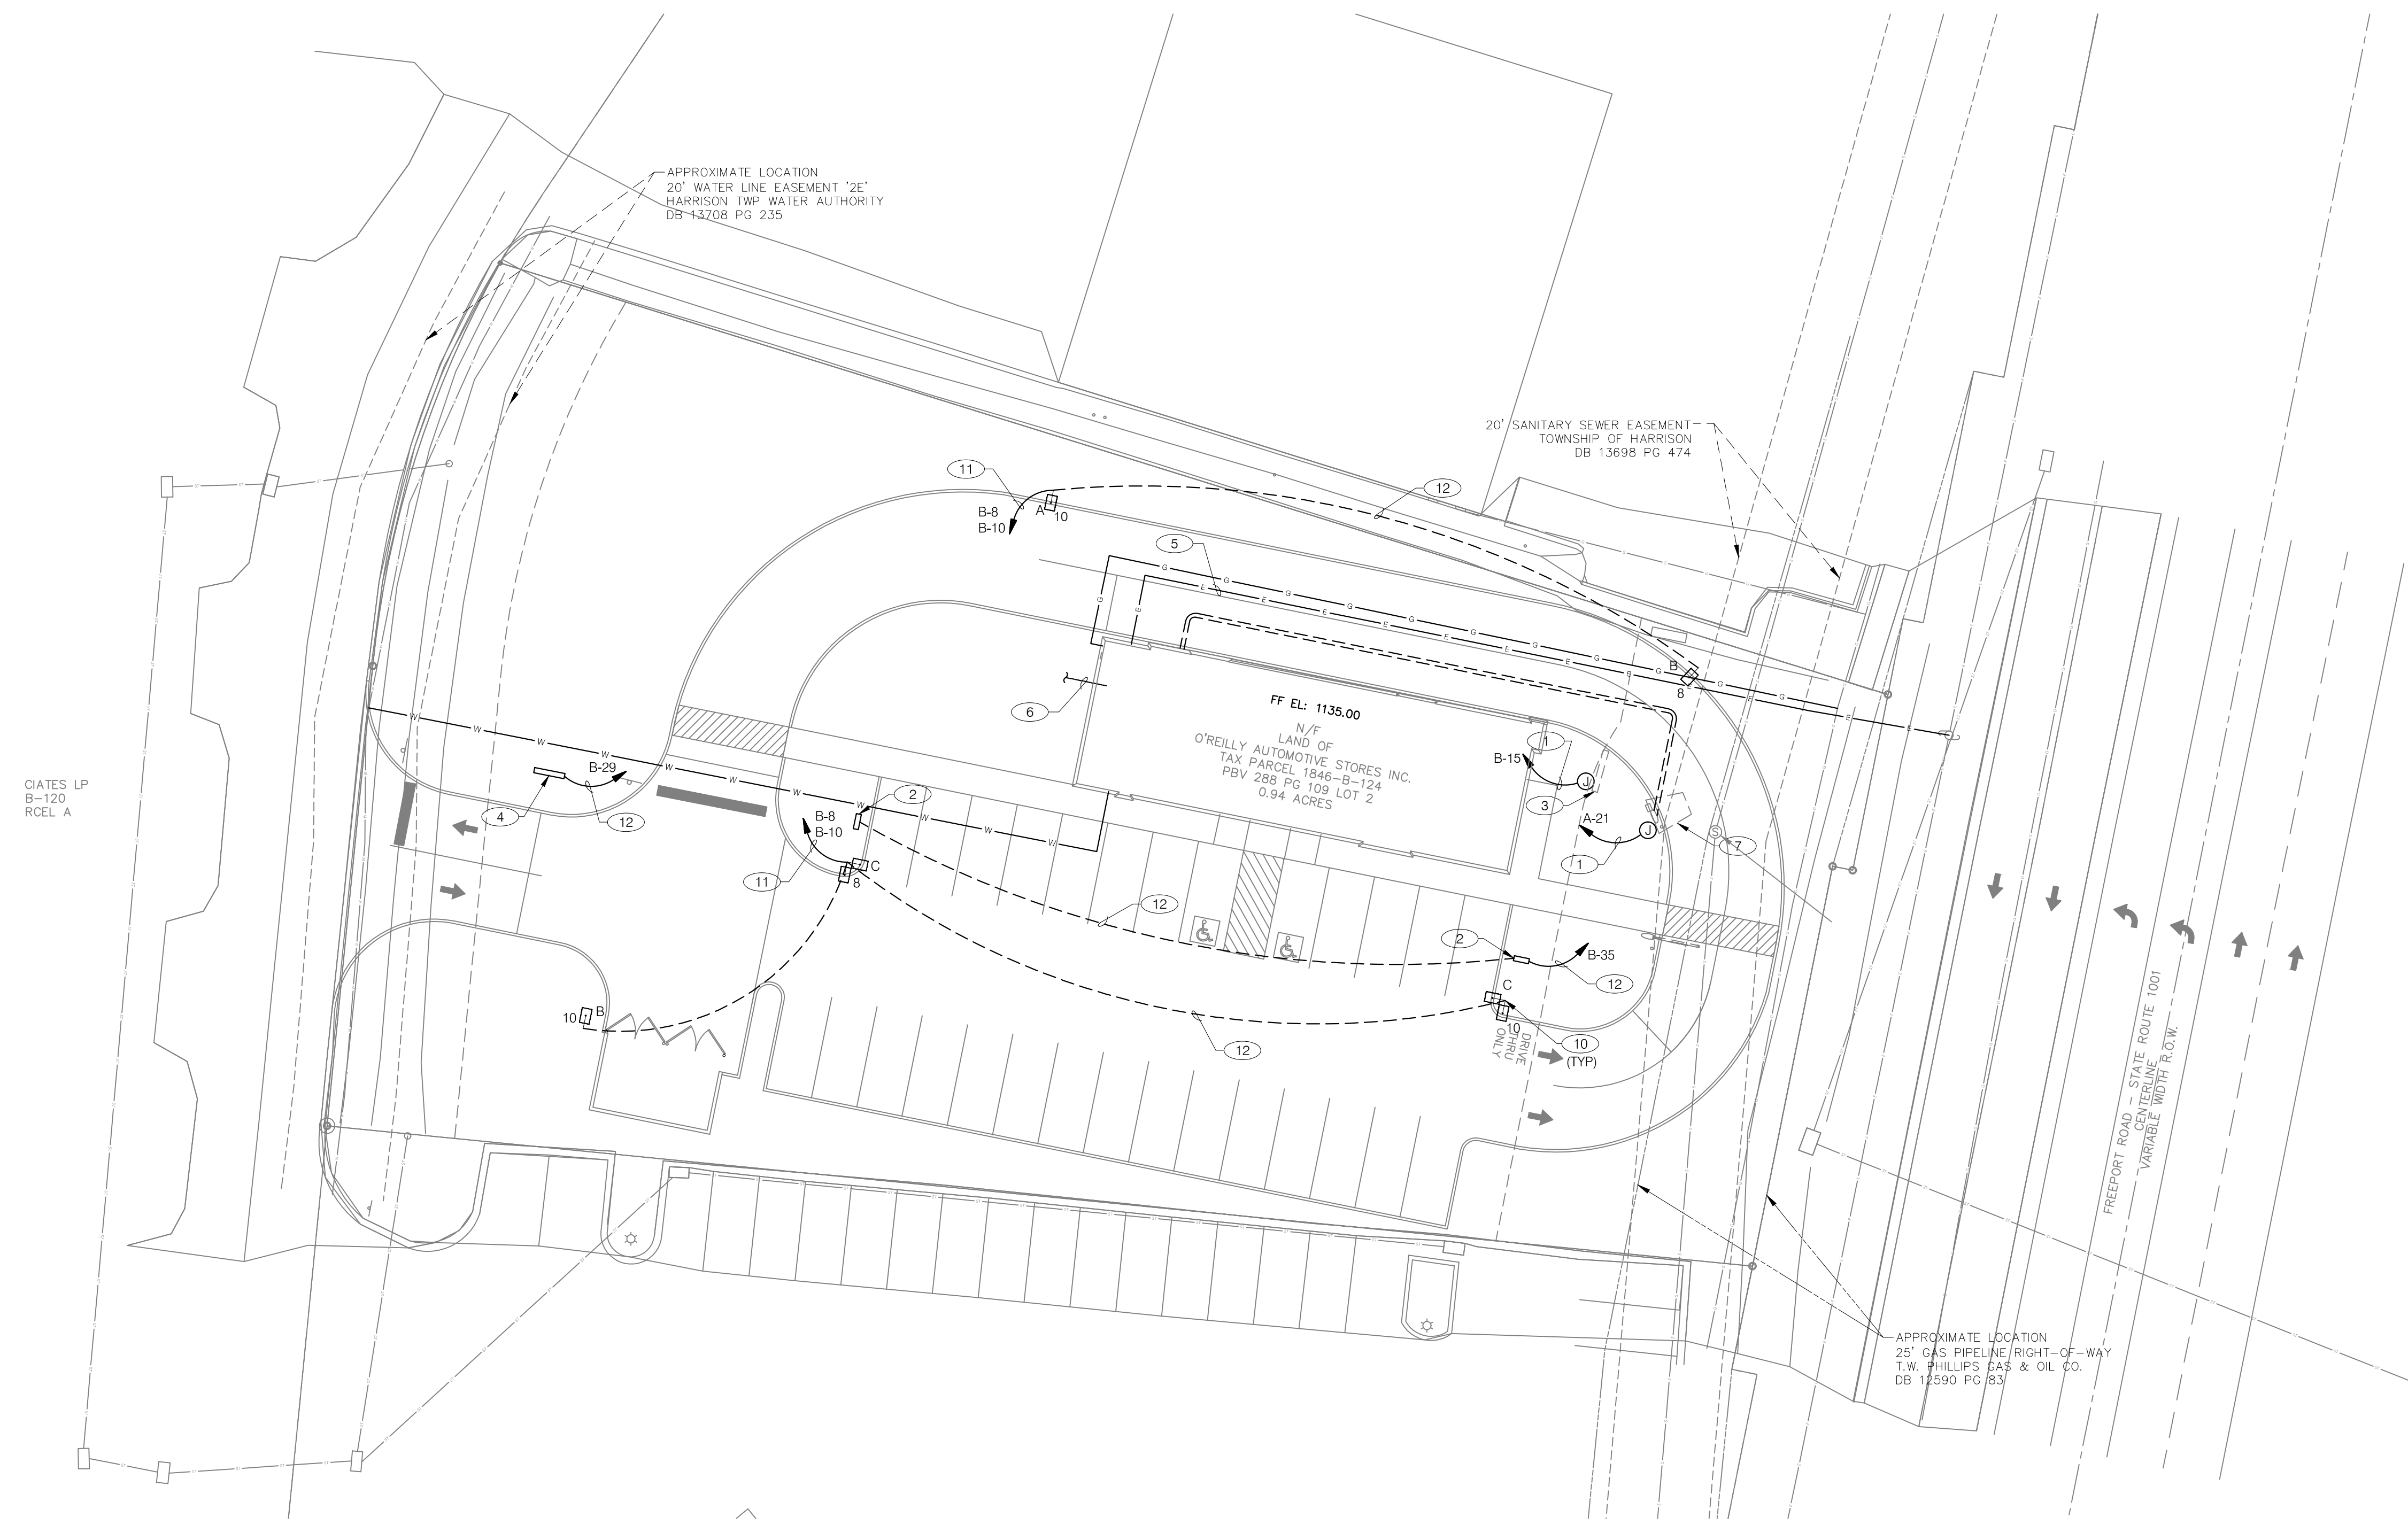 APPROXIMATE LOCATION
20' WATER LINE EASEMENT '2E'
HARRISON TWP WATER AUTHORITY
DB 13708 PG 235
20' SANITARY SEWER EASEMENT
TOWNSHIP OF HARRISON
DB 13698 PG 474
11
12
B-8
B-10
A
10
5
G
G
G
G
G
G
G
G
G
G
G
G
E
E
E
E
E
E
E
E
E
E
B
8
6
FF EL: 1135.00
N/F
LAND OF
O'REILLY AUTOMOTIVE STORES INC.
TAX PARCEL 1846-B-124
PBV 288 PG 109 LOT 2
0.94 ACRES
1
B-15
J
3
A-21
J
1
S
7
W
W
W
W
W
W
W
W
W
W
W
B-29
4
12
2
B-8
B-10
C
8
11
12
CIATES LP
B-120
RCEL A
2
B-35
12
C
10
10
(TYP)
DRIVE
THRU
ONLY
10
B
12
FREEPORT ROAD - STATE ROUTE 1001
CENTERLINE
VARIABLE WIDTH R.O.W.
APPROXIMATE LOCATION
25' GAS PIPELINE RIGHT-OF-WAY
T.W. PHILLIPS GAS & OIL CO.
DB 12590 PG 83